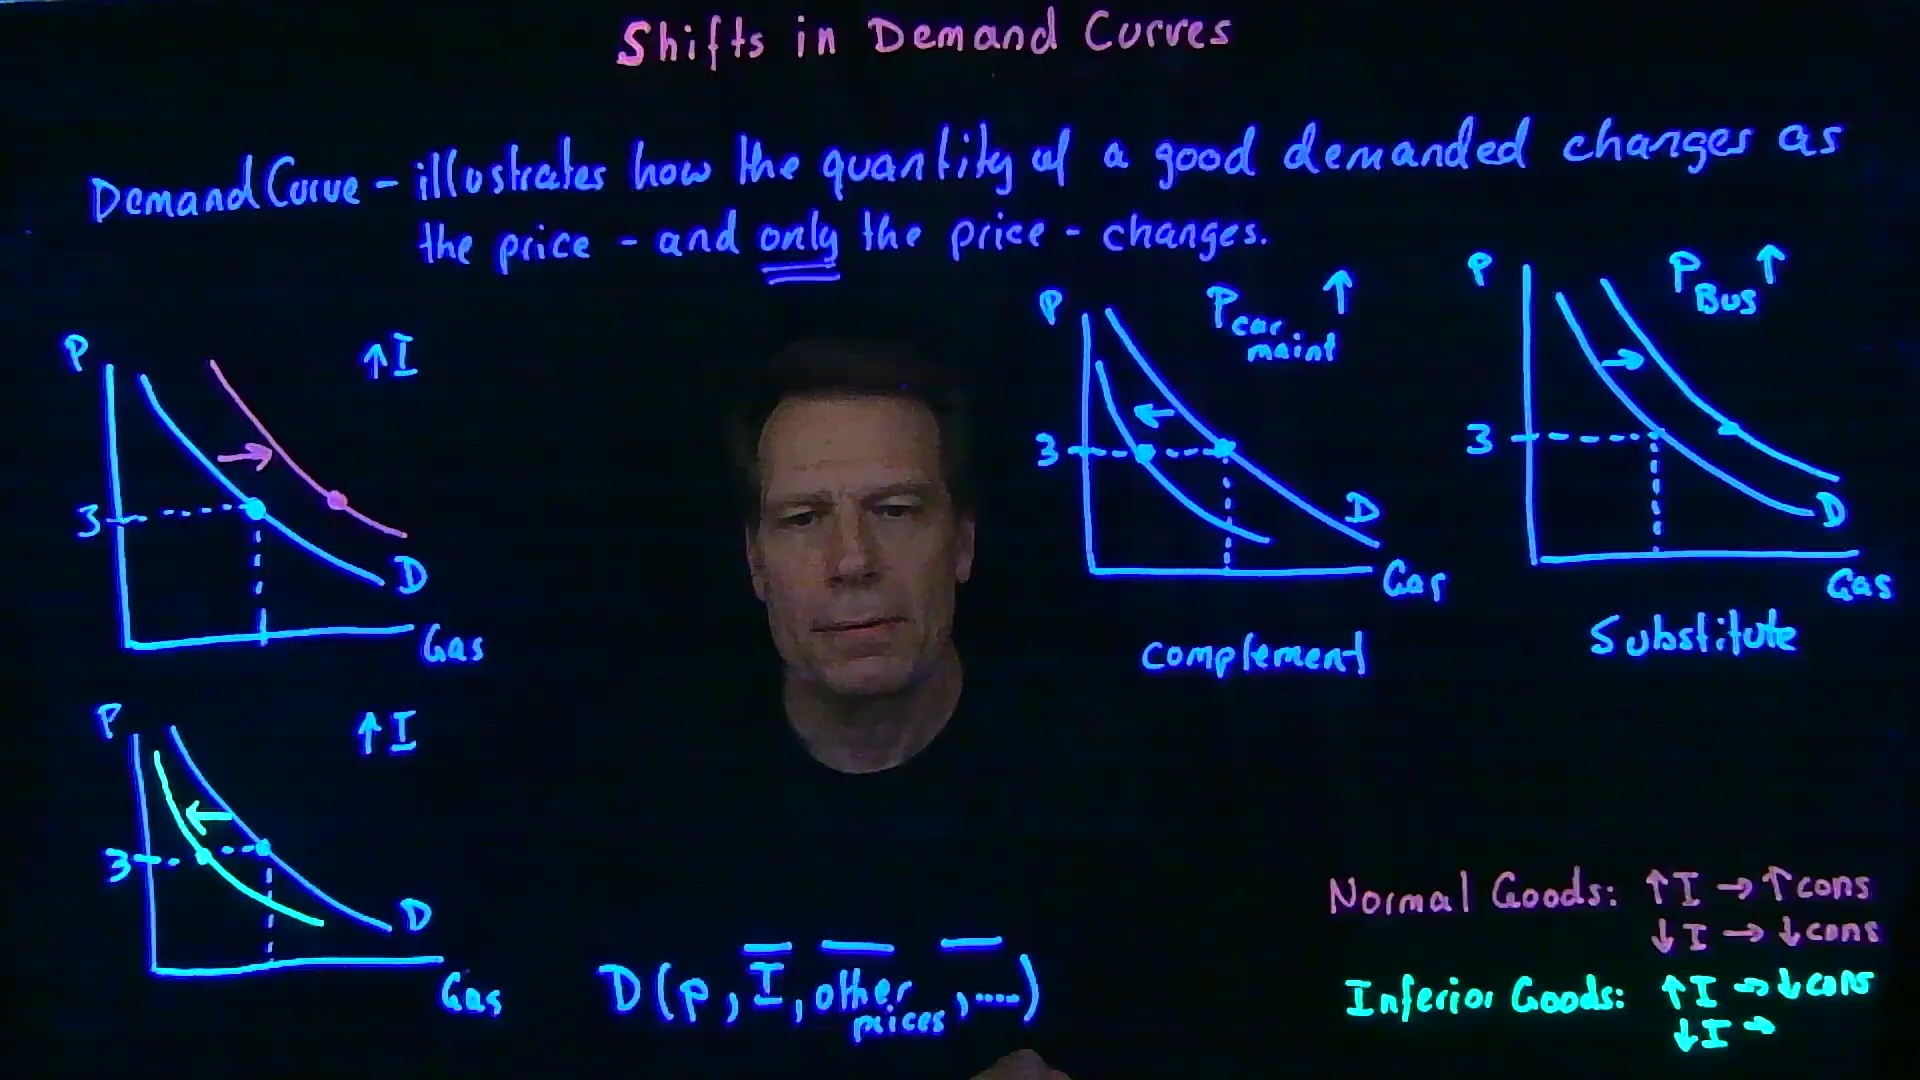 Shifts in Demand Curves
Demand Curve - illustrates how the quantity of a good demanded changes as
the price - and only the price - changes.
P
↑I
3
D
Gas
P
P car maint ↑
3
D
Gas
complement
P
P Bus ↑
3
D
Gas
Substitute
P
↑I
3
D
Gas
D(p, I, other prices, ....)
Normal Goods: ↑I → ↑cons
↓I → ↓cons
Inferior Goods: ↑I → ↓cons
↓I →